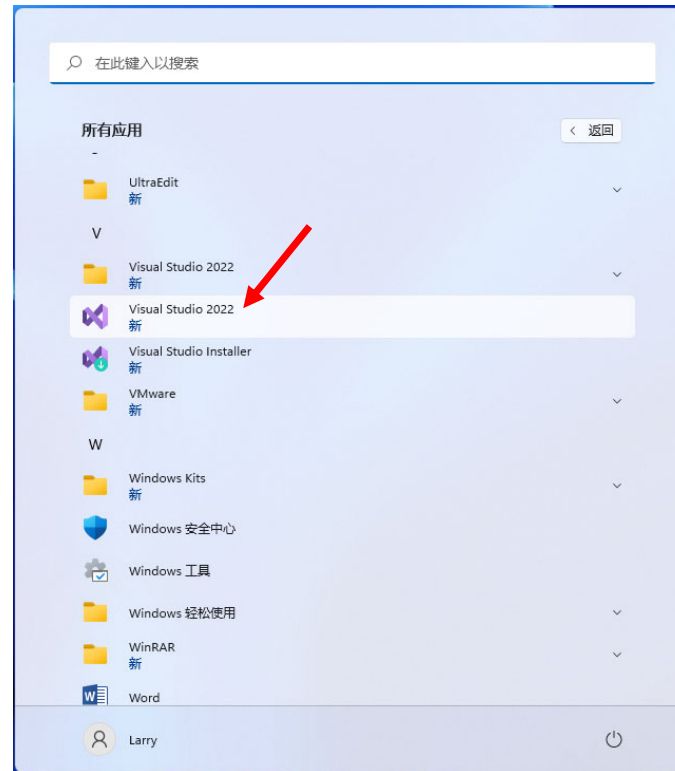 在此键入以搜索
所有应用
返回
UltraEdit
新
V
Visual Studio 2022
新
Visual Studio 2022
新
Visual Studio Installer
新
VMware
新
W
Windows Kits
新
Windows 安全中心
Windows 工具
Windows 轻松使用
WinRAR
新
Word
Larry